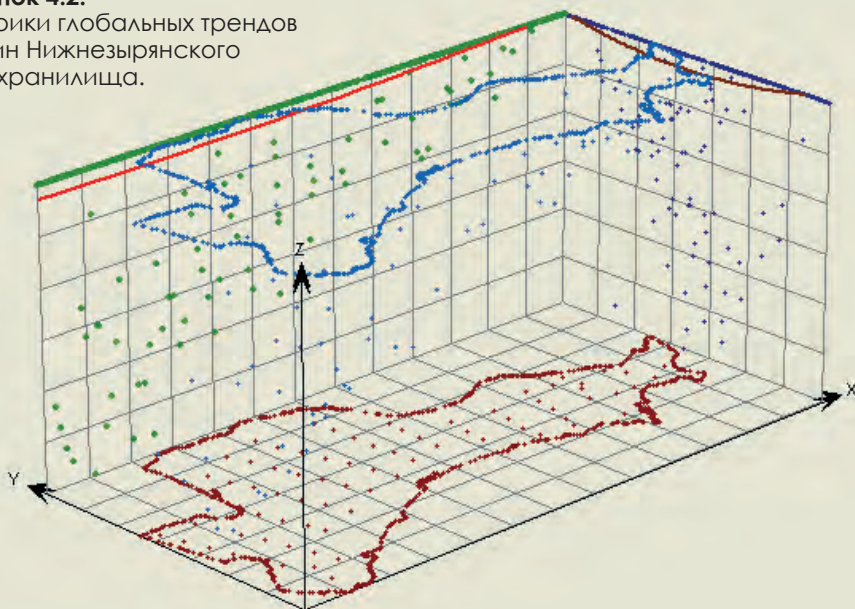 нок 4.2.
рики глобальных трендов
ин Нижнезырянского
хранилища.
Z
X
Y